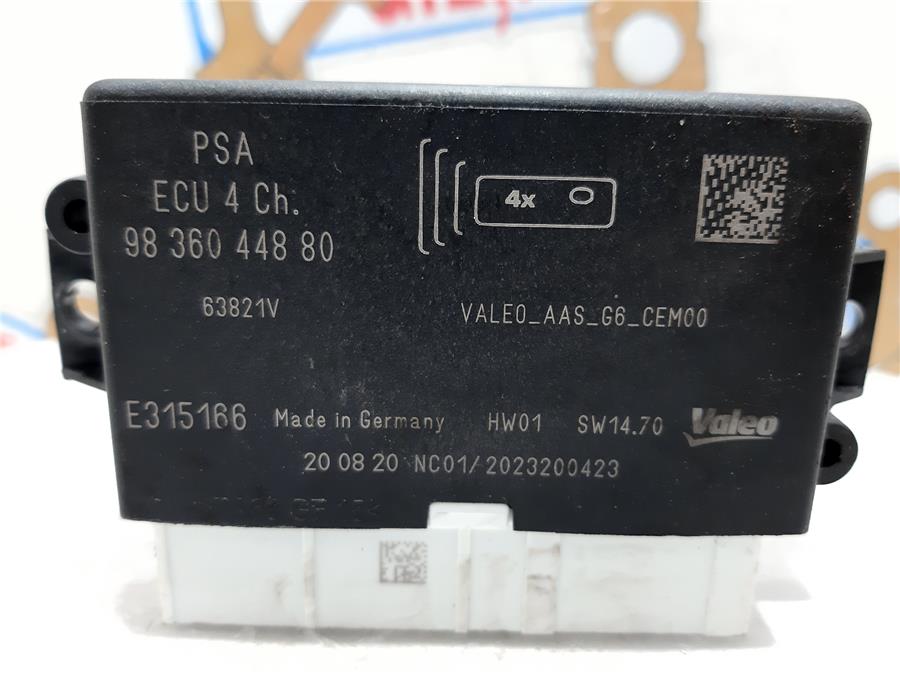 PSA
ECU 4 Ch.
98 360 448 80
4x
63821V
VALEO_AAS_G6_CEM00
E315166
Made in Germany
HW01
SW14.70
Valeo
20 08 20 NC01/2023200423